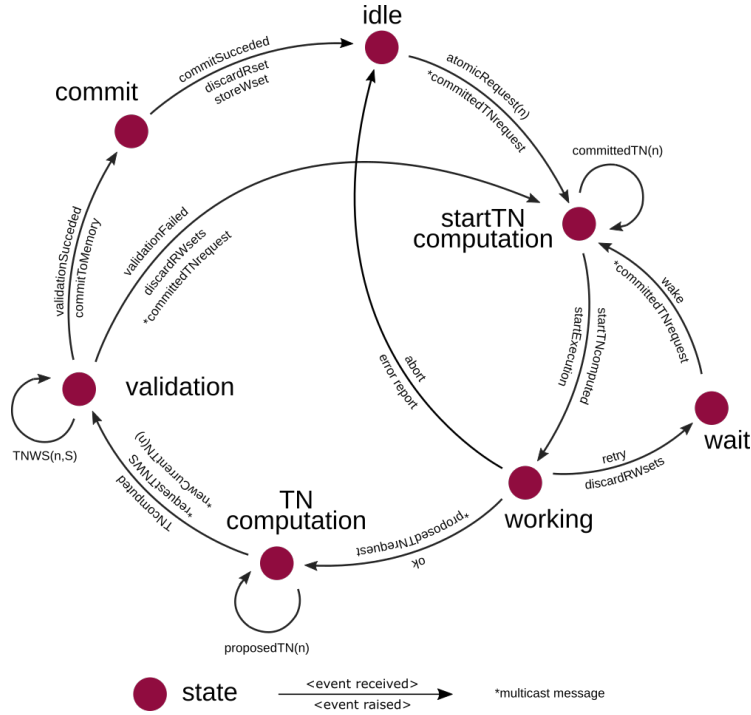 idle
commitSucceded
discardRset
storeWset
atomicRequest(n)
*committedTNrequest
commit
committedTN(n)
startTN
computation
validationSucceded
commitToMemory
validationFailed
discardRWsets
*committedTNrequest
wake
*committedTNrequest
startTNcomputed
startExecution
abort
error report
validation
TNWS(n,S)
wait
retry
discardRWsets
TNcomputed
*requestTNWS
*newCurrentTN(n)
TN
computation
working
ok
*proposedTNrequest
proposedTN(n)
state
<event received>
<event raised>
*multicast message